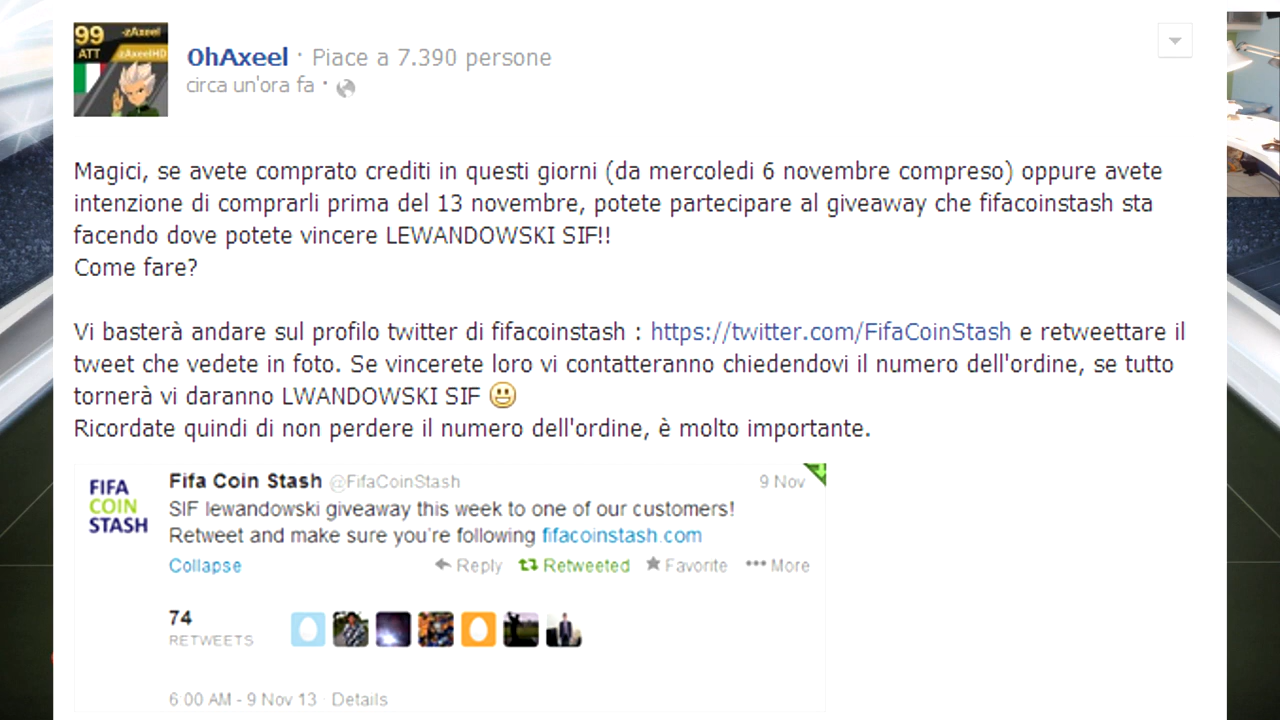 99
ATT
-zAxeel
zAxeelHD
OhAxeel · Piace a 7.390 persone
circa un'ora fa ·
Magici, se avete comprato crediti in questi giorni (da mercoledi 6 novembre compreso) oppure avete
intenzione di comprarli prima del 13 novembre, potete partecipare al giveaway che fifacoinstash sta
facendo dove potete vincere LEWANDOWSKI SIF!!
Come fare?
Vi basterà andare sul profilo twitter di fifacoinstash : https://twitter.com/FifaCoinStash e retweettare il
tweet che vedete in foto. Se vincerete loro vi contatteranno chiedendovi il numero dell'ordine, se tutto
tornerà vi daranno LWANDOWSKI SIF
Ricordate quindi di non perdere il numero dell'ordine, è molto importante.
FIFA
COIN
STASH
Fifa Coin Stash @FifaCoinStash 9 Nov
SIF lewandowski giveaway this week to one of our customers!
Retweet and make sure you're following fifacoinstash.com
Collapse Reply Retweeted Favorite More
74
RETWEETS
6:00 AM - 9 Nov 13 · Details